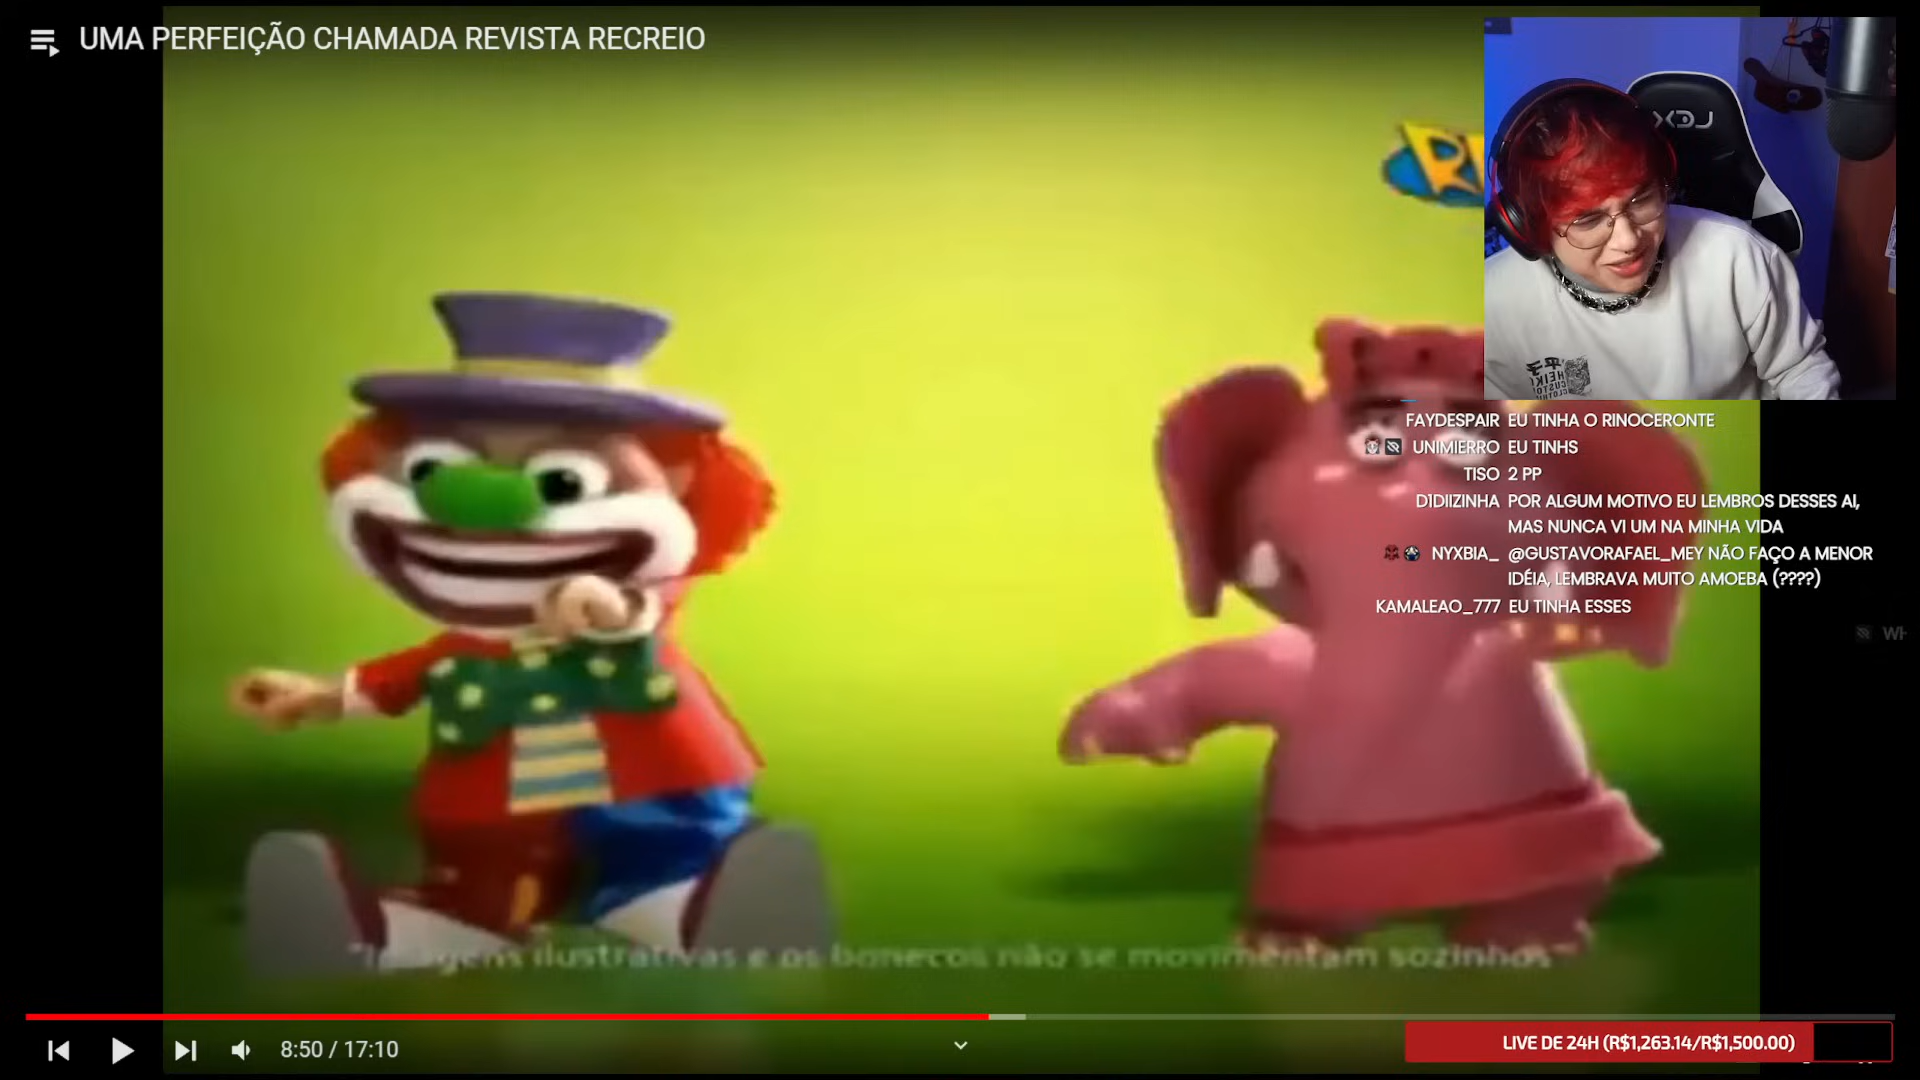 UMA PERFEIÇÃO CHAMADA REVISTA RECREIO
FAYDESPAIR EU TINHA O RINOCERONTE
UNIMIERRO EU TINHS
TISO 2 PP
D1DIIZINHA POR ALGUM MOTIVO EU LEMBROS DESSES AI,
MAS NUNCA VI UM NA MINHA VIDA
NYXBIA_ @GUSTAVORAFAEL_MEY NÃO FAÇO A MENOR
IDÉIA, LEMBRAVA MUITO AMOEBA (????)
KAMALEAO_777 EU TINHA ESSES
"Imagens ilustrativas e os bonecos não se movimentam sozinhos"
8:50 / 17:10
LIVE DE 24H (R$1,263.14/R$1,500.00)